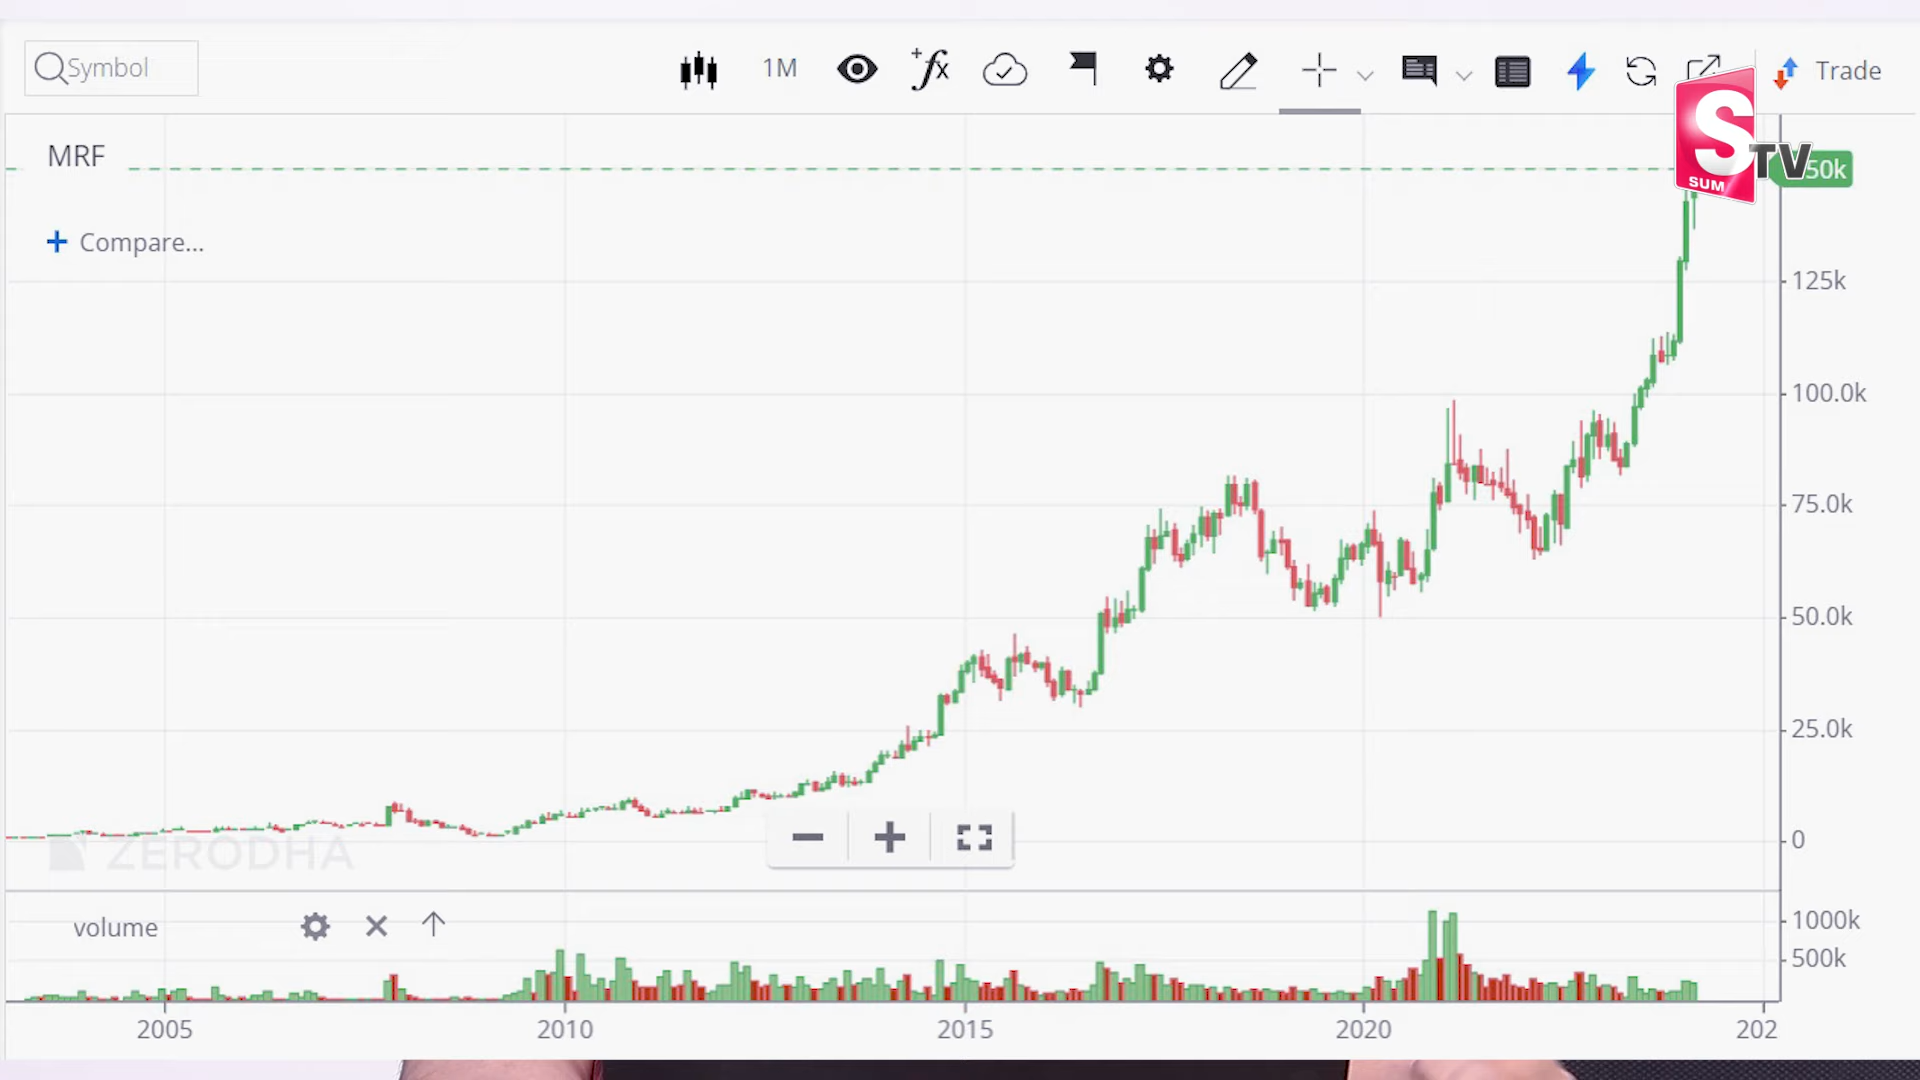 Symbol
1M
Trade
MRF
S TV
SUM
50k
Compare...
125k
100.0k
75.0k
50.0k
25.0k
0
ZERODHA
volume
1000k
500k
2005
2010
2015
2020
202